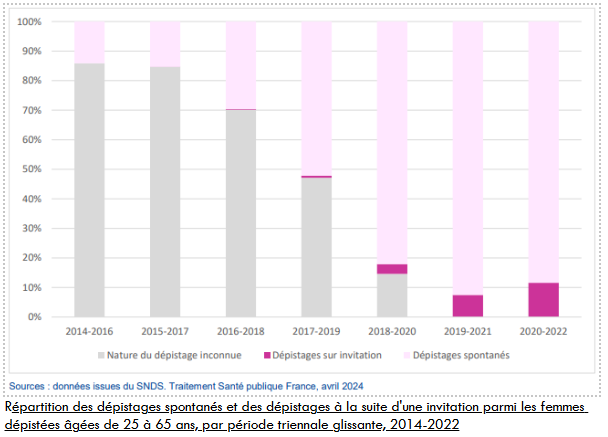 100%
90%
80%
70%
60%
50%
40%
30%
20%
10%
0%
2014-2016 2015-2017 2016-2018 2017-2019 2018-2020 2019-2021 2020-2022
Nature du dépistage inconnue Dépistages sur invitation Dépistages spontanés
Sources : données issues du SNDS. Traitement Santé publique France, avril 2024
Répartition des dépistages spontanés et des dépistages à la suite d'une invitation parmi les femmes
dépistées âgées de 25 à 65 ans, par période triennale glissante, 2014-2022